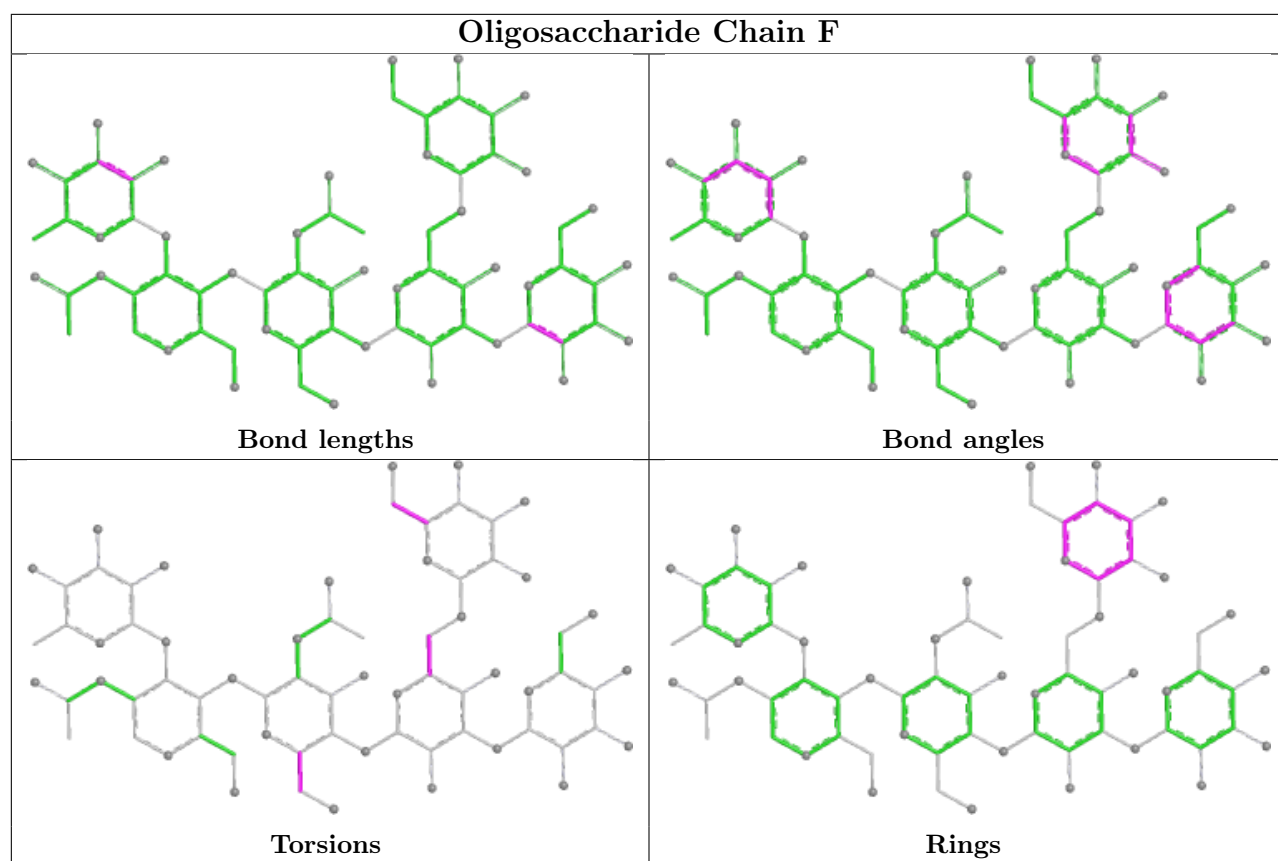 Oligosaccharide Chain F
Bond lengths
Bond angles
Torsions
Rings